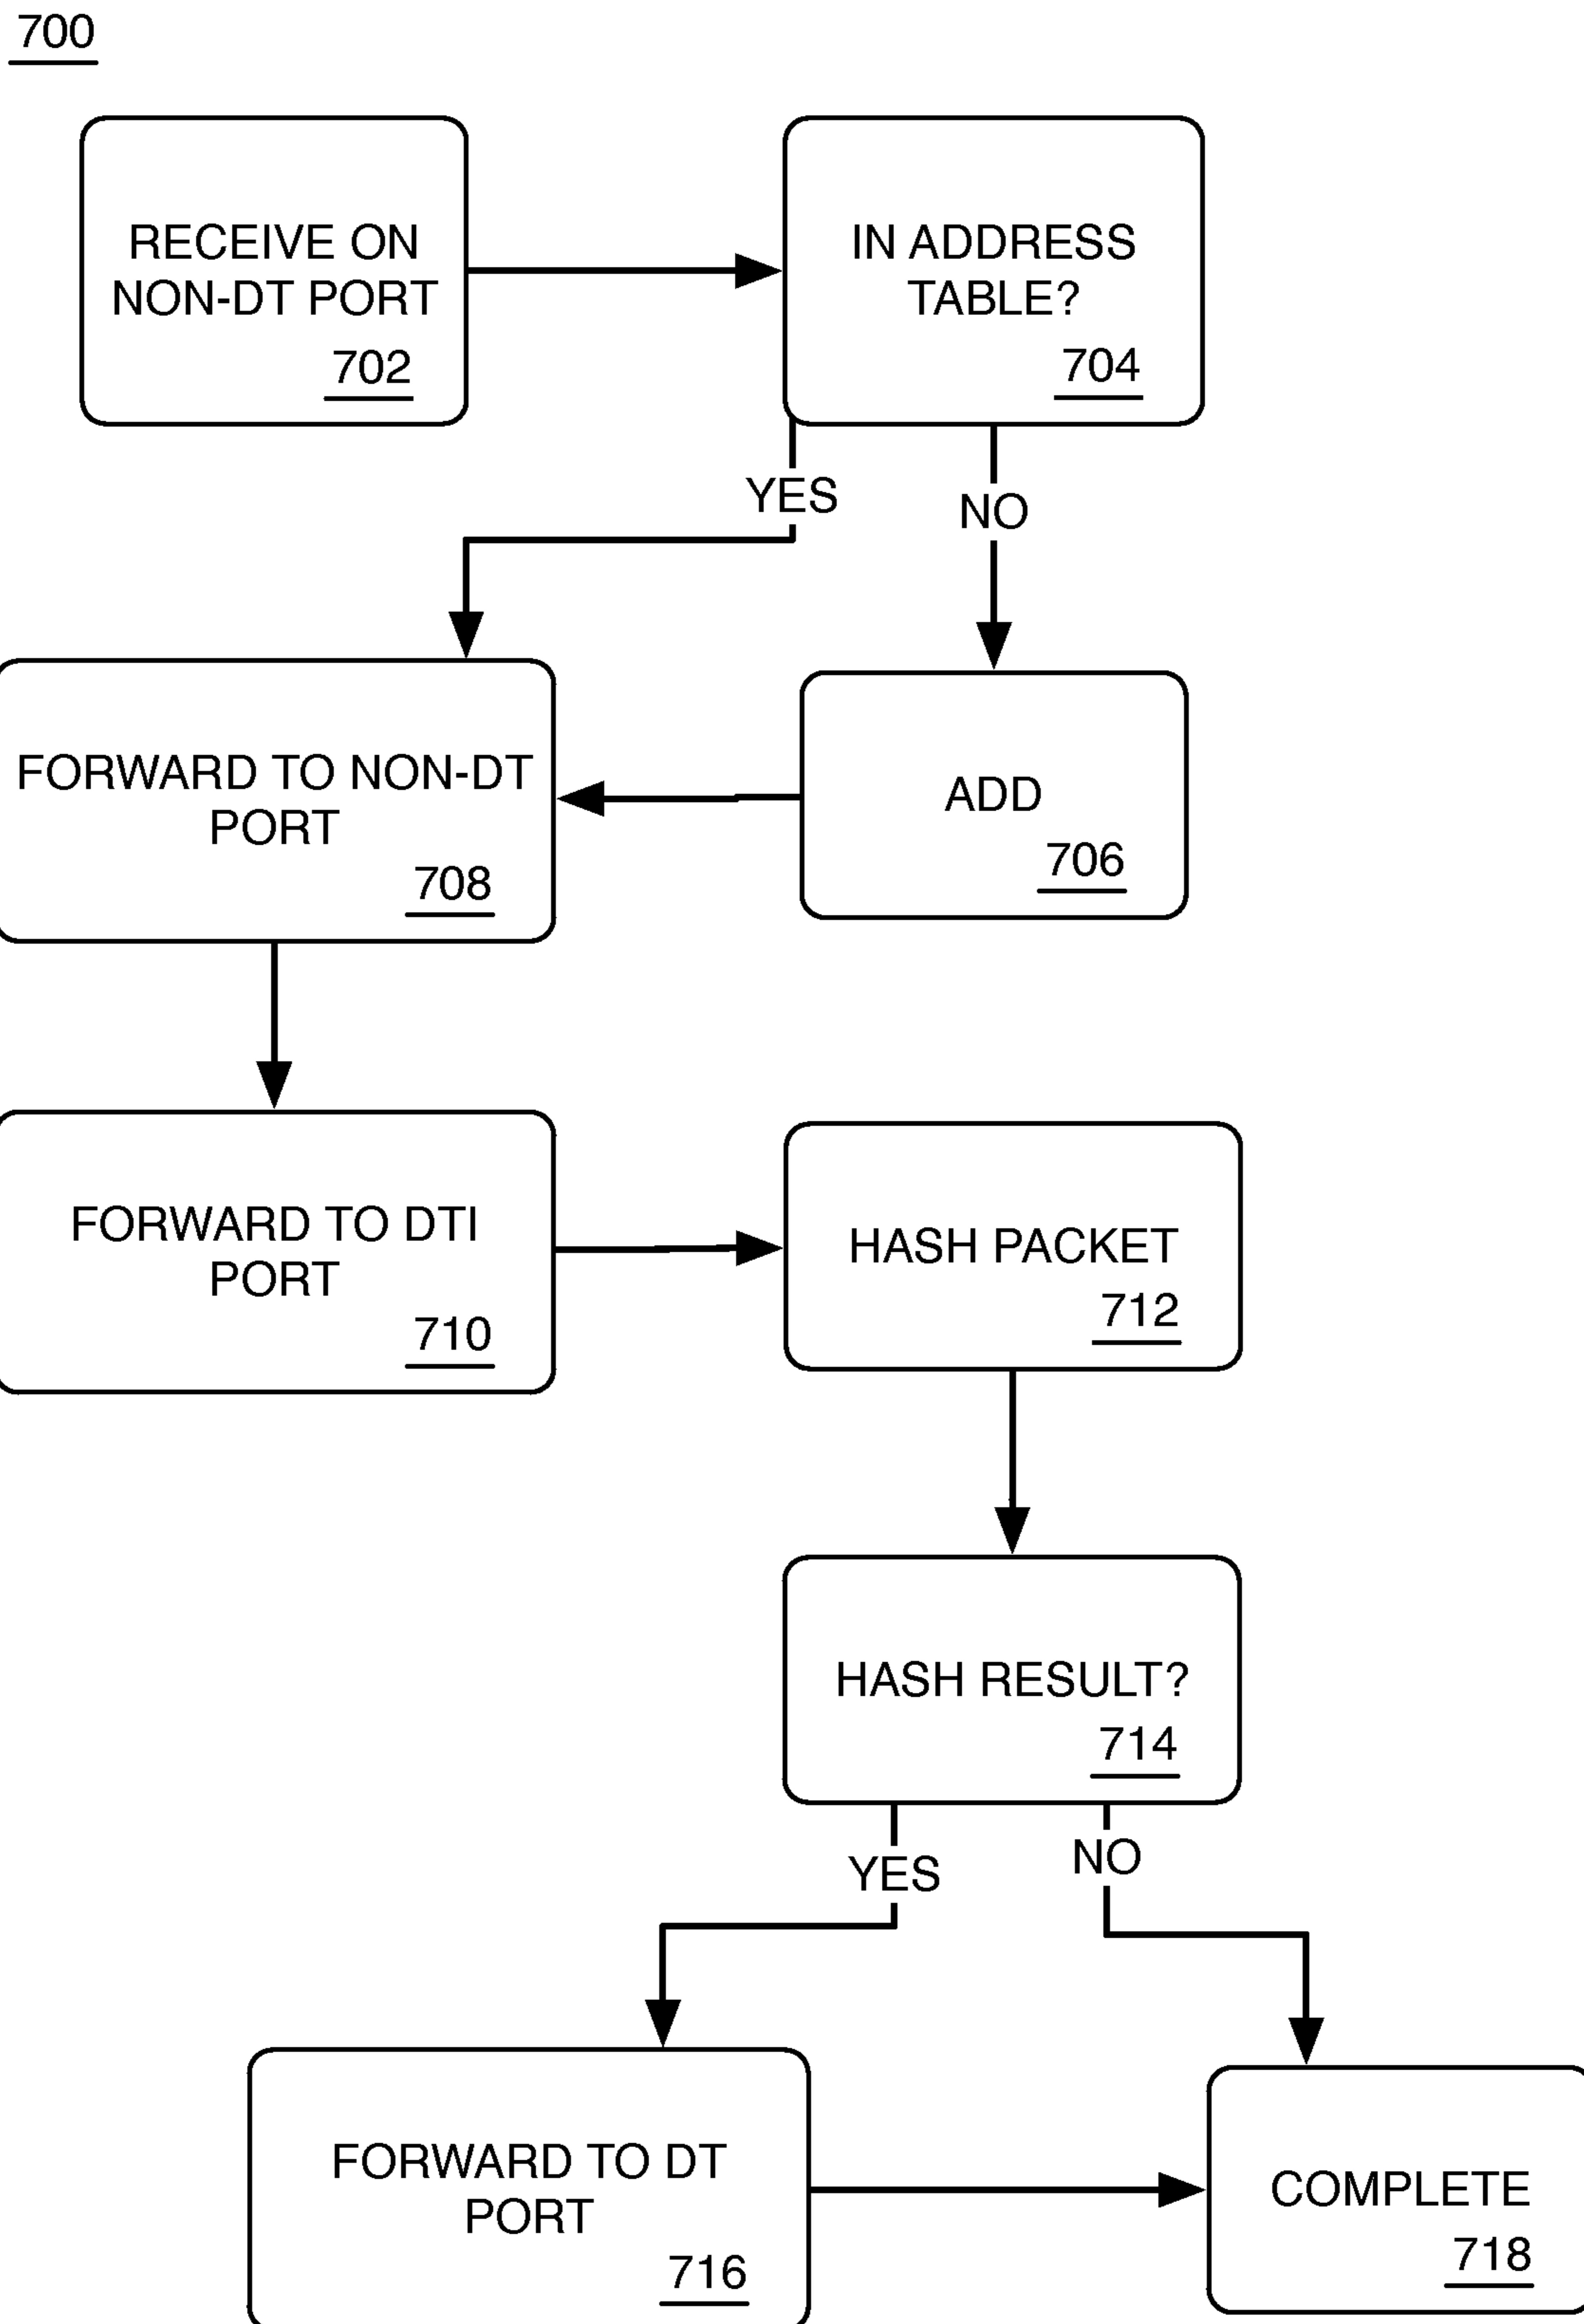 700
RECEIVE ON
NON-DT PORT
702
IN ADDRESS
TABLE?
704
YES
NO
FORWARD TO NON-DT
PORT
708
ADD
706
FORWARD TO DTI
PORT
710
HASH PACKET
712
HASH RESULT?
714
YES
NO
FORWARD TO DT
PORT
716
COMPLETE
718